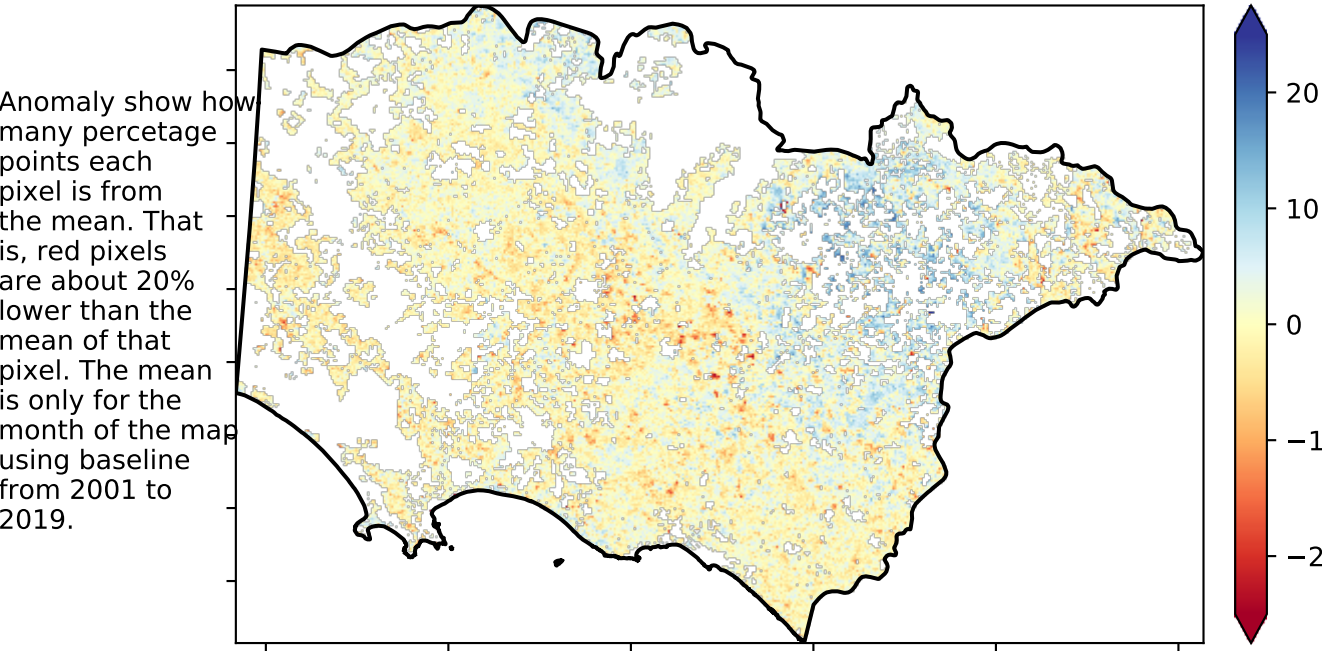 Anomaly show how
many percetage
points each
pixel is from
the mean. That
is, red pixels
are about 20%
lower than the
mean of that
pixel. The mean
is only for the
month of the map
using baseline
from 2001 to
2019.
20
10
0
−1
−2